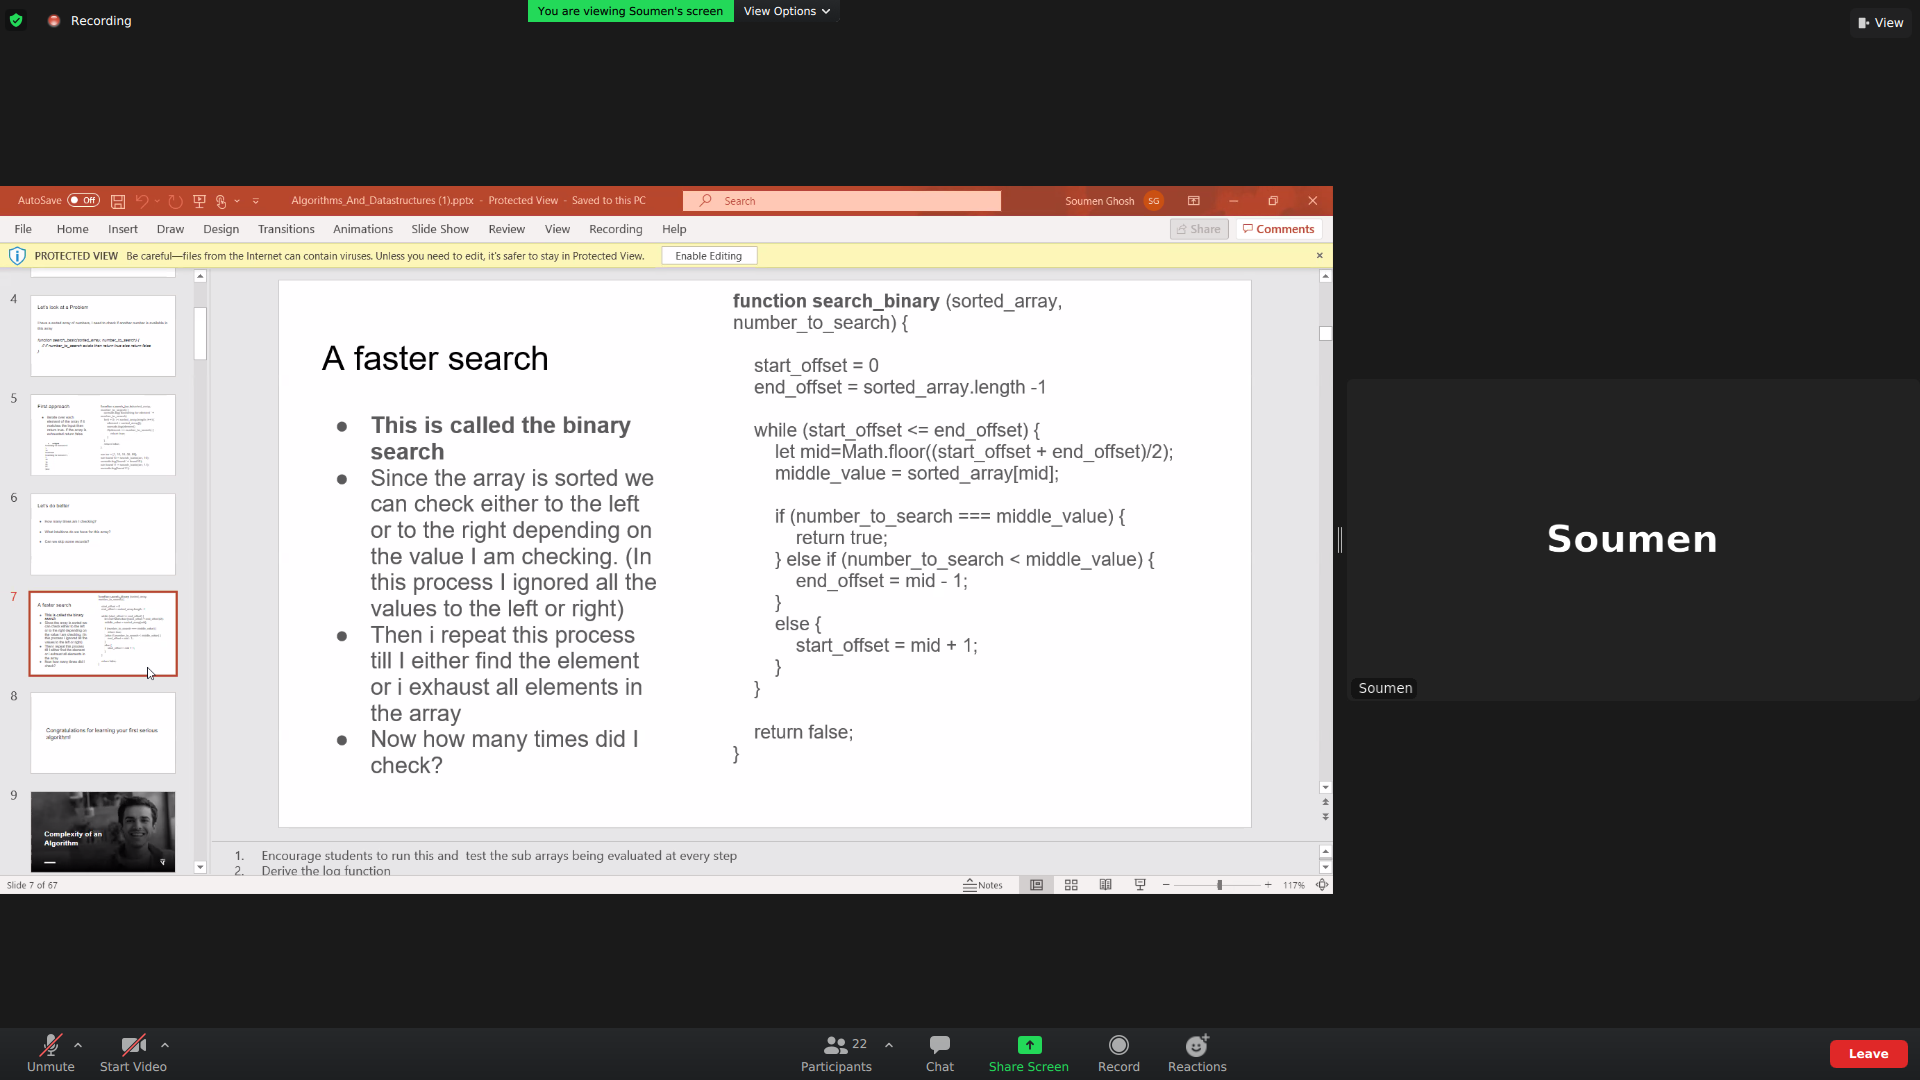 Recording
You are viewing Soumen's screen
View Options
View
AutoSave Off
Algorithms_And_Datastructures (1).pptx - Protected View - Saved to this PC
Search
Soumen Ghosh SG
File Home Insert Draw Design Transitions Animations Slide Show Review View Recording Help
Share
Comments
PROTECTED VIEW Be careful—files from the Internet can contain viruses. Unless you need to edit, it's safer to stay in Protected View.
Enable Editing
4
Let's look at a Problem
5
First approach
6
Let's do better
How many times am I checking?
7
A faster search
8
Congratulations for learning your first serious
algorithm!
9
Complexity of an
Algorithm
A faster search
● This is called the binary
search
● Since the array is sorted we
can check either to the left
or to the right depending on
the value I am checking. (In
this process I ignored all the
values to the left or right)
● Then i repeat this process
till I either find the element
or i exhaust all elements in
the array
● Now how many times did I
check?
function search_binary (sorted_array,
number_to_search) {
start_offset = 0
end_offset = sorted_array.length -1
while (start_offset <= end_offset) {
let mid=Math.floor((start_offset + end_offset)/2);
middle_value = sorted_array[mid];
if (number_to_search === middle_value) {
return true;
} else if (number_to_search < middle_value) {
end_offset = mid - 1;
}
else {
start_offset = mid + 1;
}
}
return false;
}
1. Encourage students to run this and test the sub arrays being evaluated at every step
2. Derive the log function
Slide 7 of 67
Notes
117%
Soumen
Soumen
Unmute
Start Video
22
Participants
Chat
Share Screen
Record
Reactions
Leave